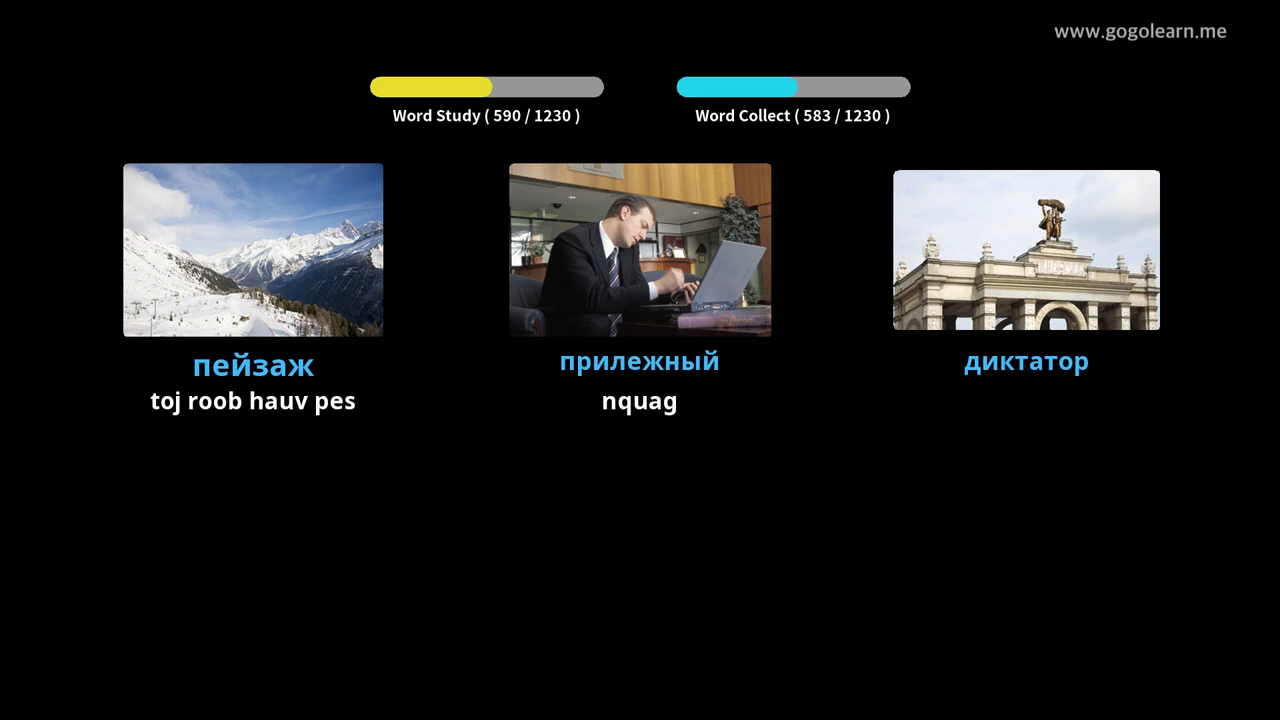 www.gogolearn.me
Word Study ( 590 / 1230 )
Word Collect ( 583 / 1230 )
пейзаж
toj roob hauv pes
прилежный
nquag
диктатор